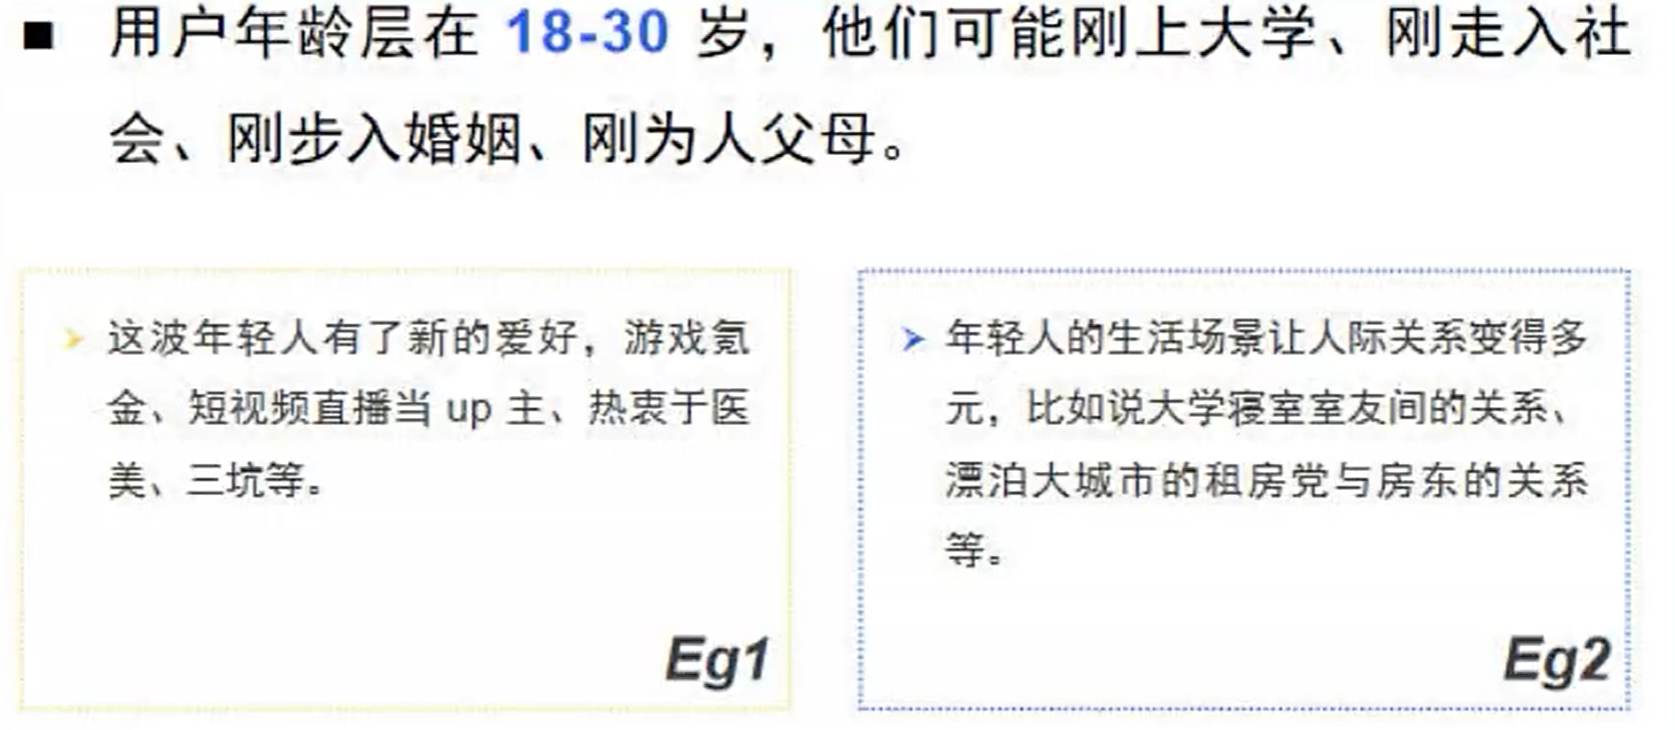 ■ 用户年龄层在 18-30 岁，他们可能刚上大学、刚走入社
会、刚步入婚姻、刚为人父母。
➤ 这波年轻人有了新的爱好，游戏氪
金、短视频直播当 up 主、热衷于医
美、三坑等。
Eg1
➤ 年轻人的生活场景让人际关系变得多
元，比如说大学寝室室友间的关系、
漂泊大城市的租房党与房东的关系
等。
Eg2